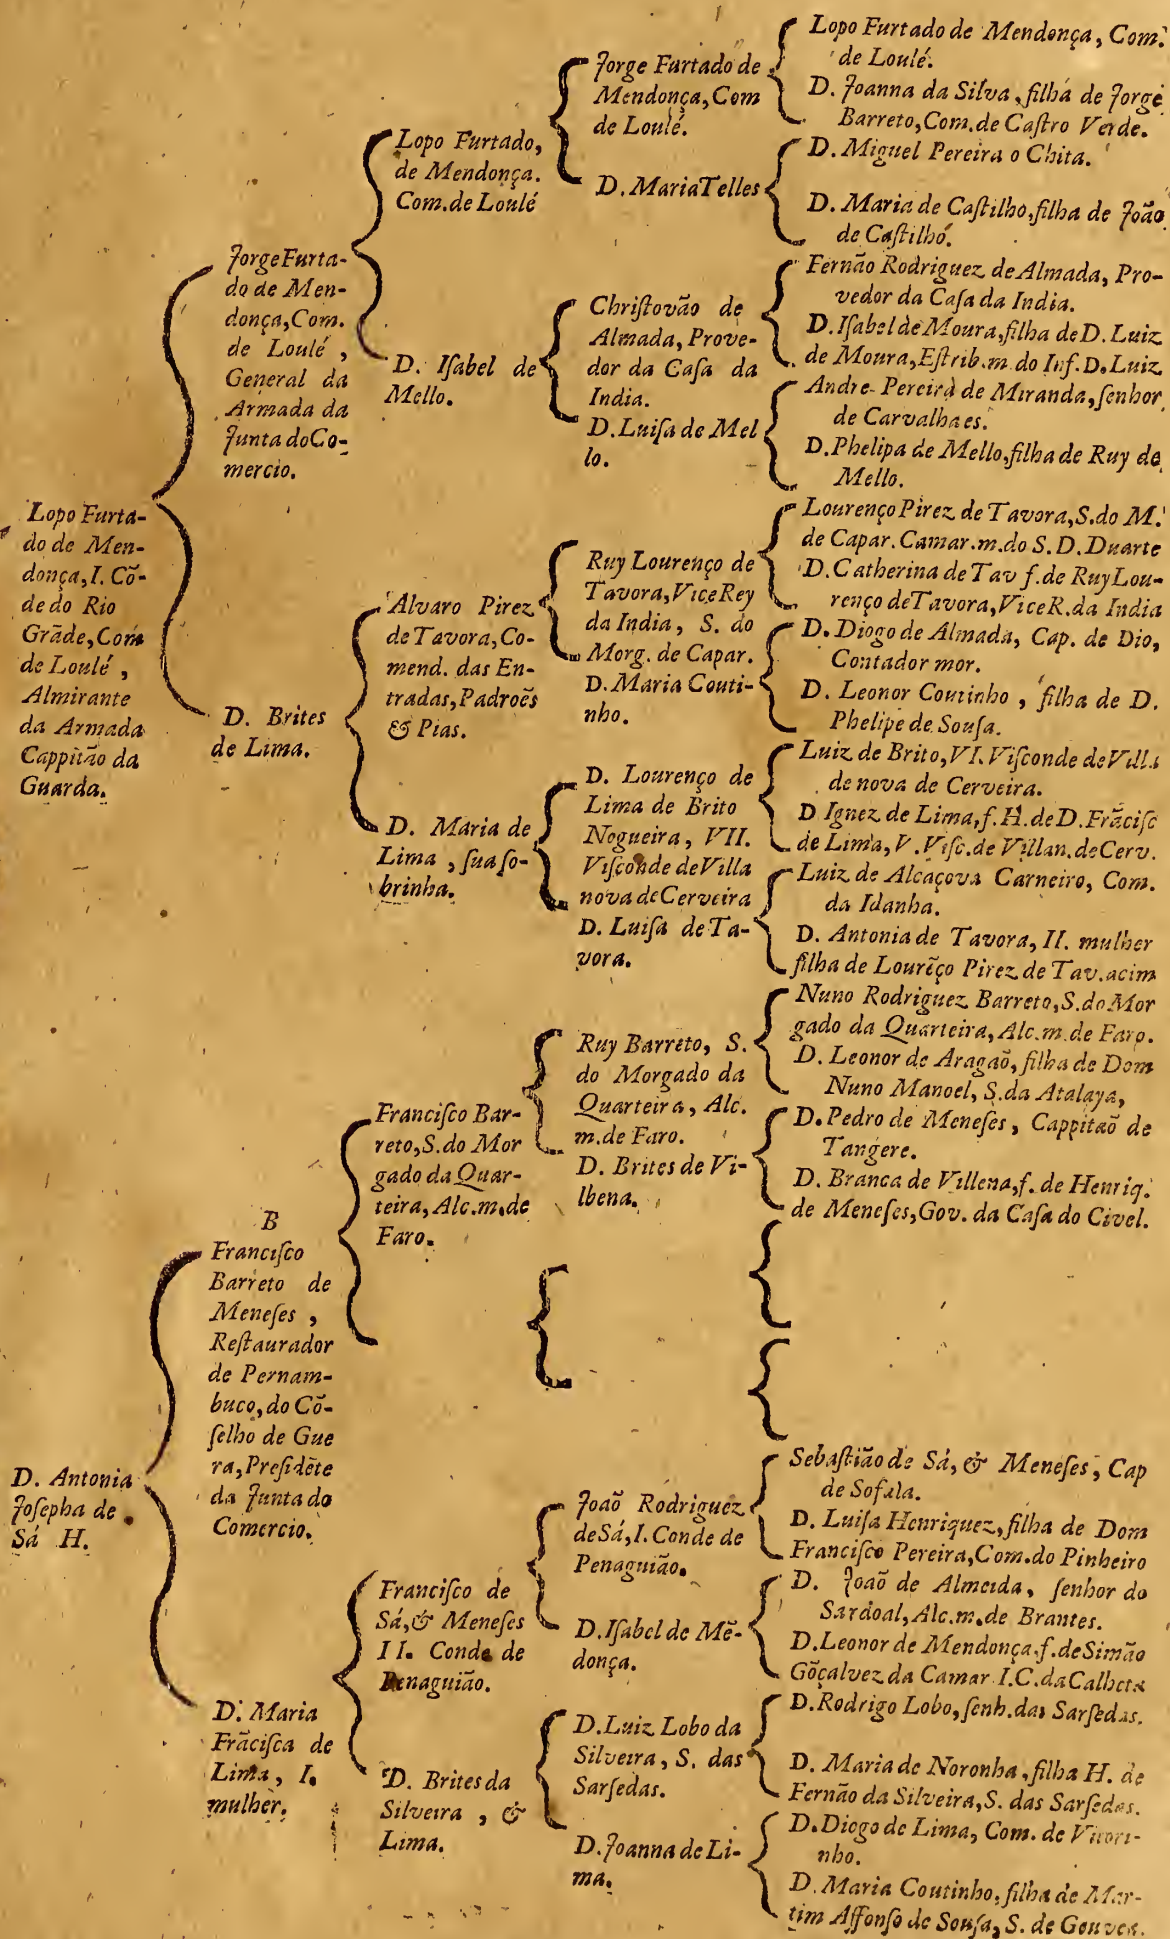 Lopo Furta-
do de Men-
donça, I. Cõ-
de do Rio
Grãde, Com
de Loulé ,
Almirante
da Armada
Cappitão da
Guarda.
Jorge Furta-
do de Men-
donça, Com.
de Loulé ,
General da
Armada da
Junta do Co-
mercio.
D. Brites
de Lima.
Lopo Furtado,
de Mendonça.
Com. de Loulé
D. Iſabel de
Mello.
Alvaro Pirez
de Tavora, Co-
mend. das En-
tradas, Padroẽs
& Pias.
D. Maria de
Lima , ſua ſo-
brinha.
Jorge Furtado de
Mendonça, Com
de Loulé.
D. Maria Telles
Chriſtovão de
Almada, Prove-
dor da Caſa da
India.
D. Luiſa de Mel
lo.
Ruy Lourenço de
Tavora, Vice Rey
da India, S. do
Morg. de Capar.
D. Maria Couti-
nho.
D. Lourenço de
Lima de Brito
Nogueira, VII.
Viſconde de Villa
nova de Cerveira
D. Luiſa de Ta-
vora.
Lopo Furtado de Mendonça, Com.
de Loulé.
D. Joanna da Silva, filha de Jorge
Barreto, Com. de Caſtro Verde.
D. Miguel Pereira o Chita.
D. Maria de Caſtilho, filha de João
de Caſtilho.
Fernão Rodriguez de Almada, Pro-
vedor da Caſa da India.
D. Iſabel de Moura, filha de D. Luiz
de Moura, Eſtrib. m. do Inf. D. Luiz
Andre Pereira de Miranda, ſenhor
de Carvalhaes.
D. Phelipa de Mello, filha de Ruy de
Mello.
Lourenço Pirez de Tavora, S. do M.
de Capar. Camar. m. do S. D. Duarte
D. Catherina de Tav f. de Ruy Lou-
renço de Tavora, Vice R. da India
D. Diogo de Almada, Cap. de Dio,
Contador mor.
D. Leonor Coutinho , filha de D.
Phelipe de Souſa.
Luiz de Brito, VI. Viſconde de Villa
de nova de Cerveira.
D Ignez de Lima, f. H. de D. Frãciſc
de Lima, V. Viſc. de Villan. de Cerv.
Luiz de Alcaçova Carneiro, Com.
da Idanha.
D. Antonia de Tavora, II. mulher
filha de Lourẽço Pirez de Tav. acim
D. Antonia
Joſepha de
Sá H.
B
Franciſco
Barreto de
Meneſes ,
Reſtaurador
de Pernam-
buco, do Cõ-
ſelho de Gue
ra, Preſidẽte
da Junta do
Comercio.
D. Maria
Frãciſca de
Lima, I.
mulher.
Franciſco Bar-
reto, S. do Mor
gado da Quar-
teira, Alc. m. de
Faro.
Franciſco de
Sá, & Meneſes
II. Conde de
Penaguião.
D. Brites da
Silveira , &
Lima.
Ruy Barreto, S.
do Morgado da
Quarteira, Alc.
m. de Faro.
D. Brites de Vi-
lhena.
Joaõ Rodriguez
de Sá, I. Conde de
Penaguião.
D. Iſabel de Mẽ-
donça.
D. Luiz Lobo da
Silveira, S. das
Sarſedas.
D. Joanna de Li-
ma.
Nuno Rodriguez Barreto, S. do Mor
gado da Quarteira, Alc. m. de Faro.
D. Leonor de Aragaõ, filha de Dom
Nuno Manoel, S. da Atalaya,
D. Pedro de Meneſes, Cappitaõ de
Tangere.
D. Branca de Villena, f. de Henriq.
de Meneſes, Gov. da Caſa do Civel.
Sebaſtião de Sá, & Meneſes, Cap
de Sofala.
D. Luiſa Henriquez, filha de Dom
Franciſco Pereira, Com. do Pinheiro
D. Joaõ de Almeida, ſenhor do
Sardoal, Alc. m. de Brantes.
D. Leonor de Mendonça, f. de Simão
Gõçalvez da Camar I. C. da Calheta
D. Rodrigo Lobo, ſenh. das Sarſedas.
D. Maria de Noronha, filha H. de
Fernão da Silveira, S. das Sarſedas.
D. Diogo de Lima, Com. de Vitori-
nho.
D. Maria Coutinho, filha de Mar-
tim Affonſo de Souſa, S. de Gouvea.